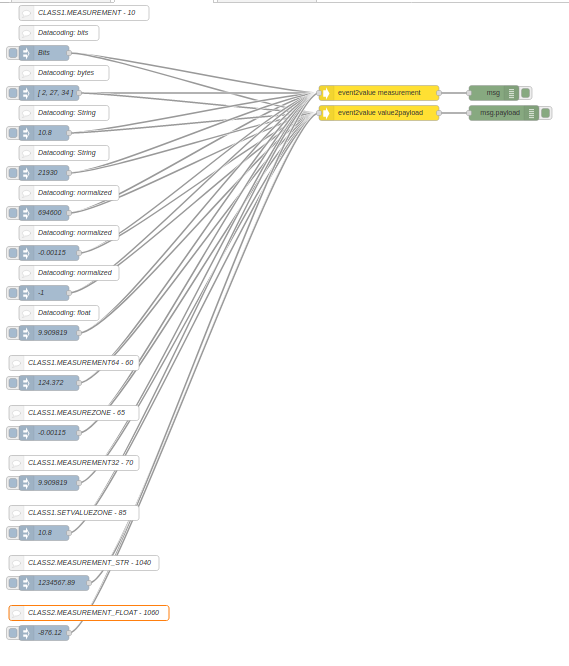 CLASS1.MEASUREMENT - 10
Datacoding: bits
Bits
Datacoding: bytes
[ 2, 27, 34 ]
event2value measurement
msg
Datacoding: String
event2value value2payload
msg.payload
10.8
Datacoding: String
21930
Datacoding: normalized
694600
Datacoding: normalized
-0.00115
Datacoding: normalized
-1
Datacoding: float
9.909819
CLASS1.MEASUREMENT64 - 60
124.372
CLASS1.MEASUREZONE - 65
-0.00115
CLASS1.MEASUREMENT32 - 70
9.909819
CLASS1.SETVALUEZONE - 85
10.8
CLASS2.MEASUREMENT_STR - 1040
1234567.89
CLASS2.MEASUREMENT_FLOAT - 1060
-876.12